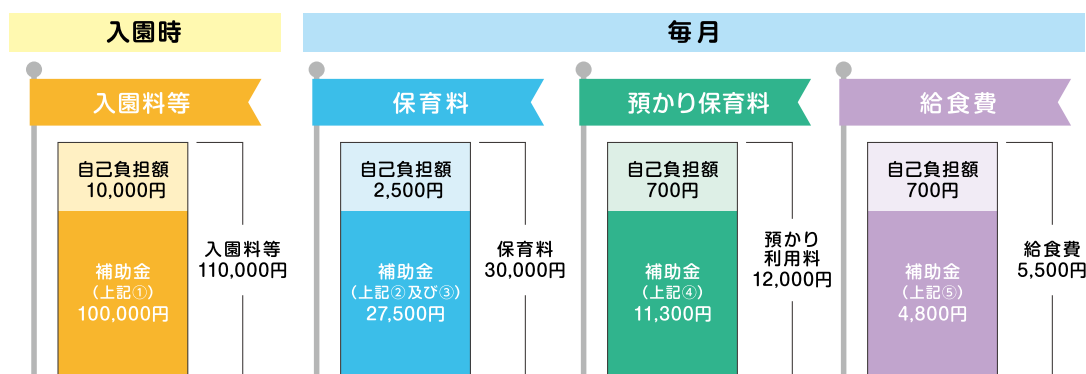 入園時
毎月
入園料等
自己負担額
10,000円
補助金
(上記①)
100,000円
入園料等
110,000円
保育料
自己負担額
2,500円
補助金
(上記②及び③)
27,500円
保育料
30,000円
預かり保育料
自己負担額
700円
補助金
(上記④)
11,300円
預かり
利用料
12,000円
給食費
自己負担額
700円
補助金
(上記⑤)
4,800円
給食費
5,500円